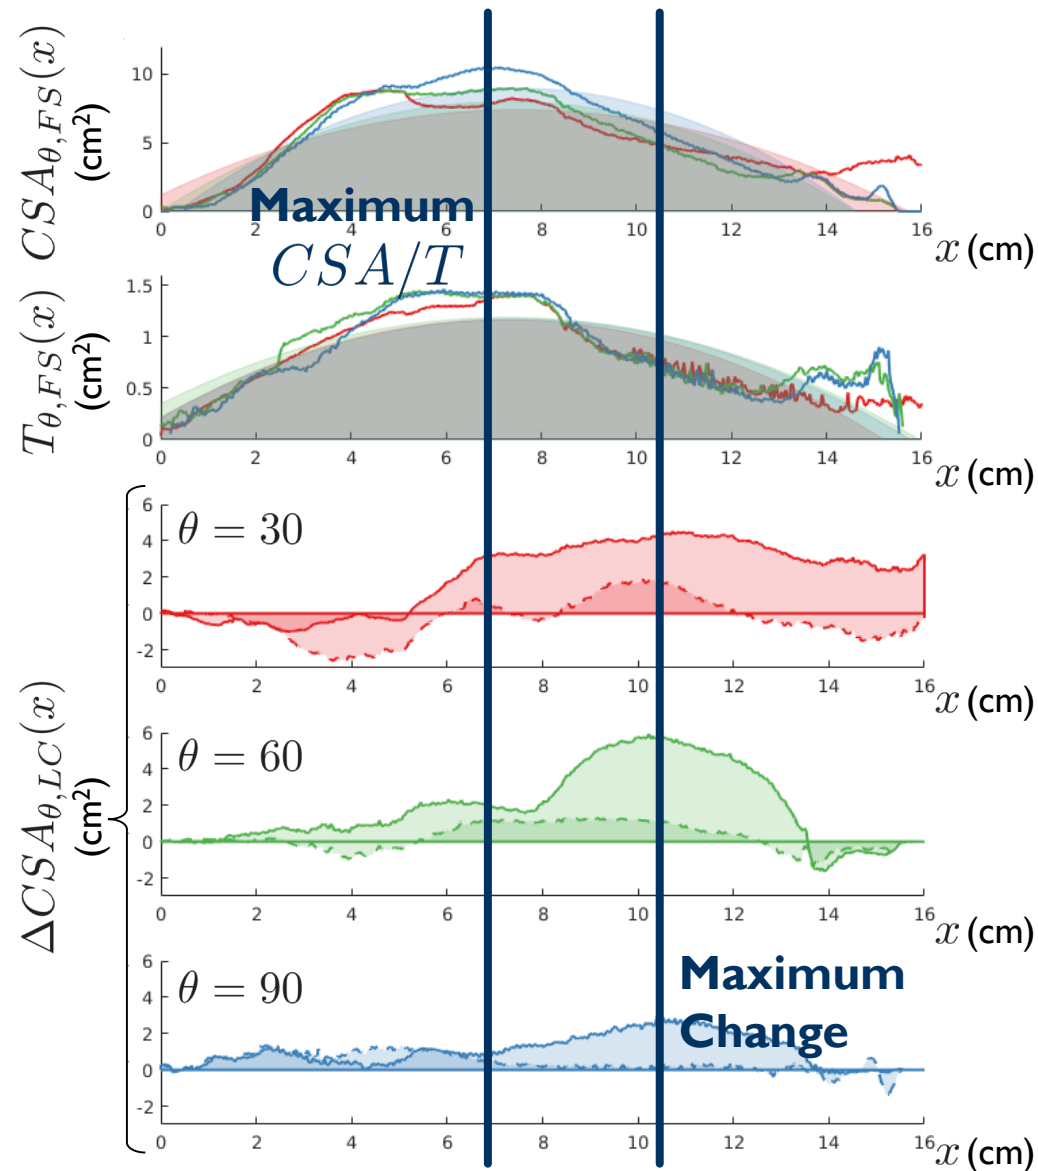 CSA_{θ,FS}(x)
(cm²)
10
5
0
0 2 4 6 8 10 12 14 16
x (cm)
Maximum
CSA/T
T_{θ,FS}(x)
(cm²)
1.5
1
0.5
0
0 2 4 6 8 10 12 14 16
x (cm)
ΔCSA_{θ,LC}(x)
(cm²)
θ = 30
6
4
2
0
-2
0 2 4 6 8 10 12 14 16
x (cm)
θ = 60
6
4
2
0
-2
0 2 4 6 8 10 12 14 16
x (cm)
θ = 90
6
4
2
0
-2
Maximum
Change
0 2 4 6 8 10 12 14 16
x (cm)